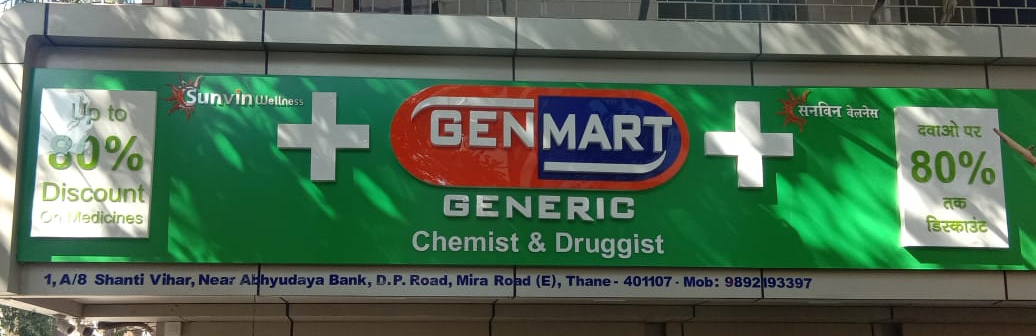 Up to
80%
Discount
On Medicines
Sunvin Wellness
GENMART
GENERIC
Chemist & Druggist
सनविन वेलनेस
दवाओ पर
80%
तक
डिस्काउंट
1, A/8 Shanti Vihar, Near Abhyudaya Bank, D.P. Road, Mira Road (E), Thane - 401107 - Mob: 9892193397